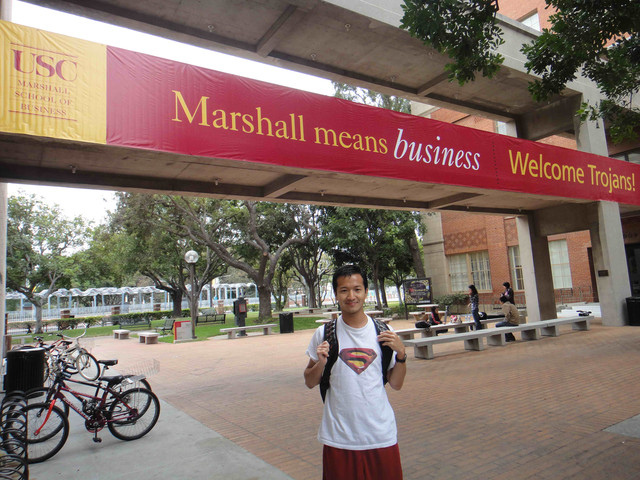 USC
MARSHALL
SCHOOL OF
BUSINESS
Marshall means business Welcome Trojans!